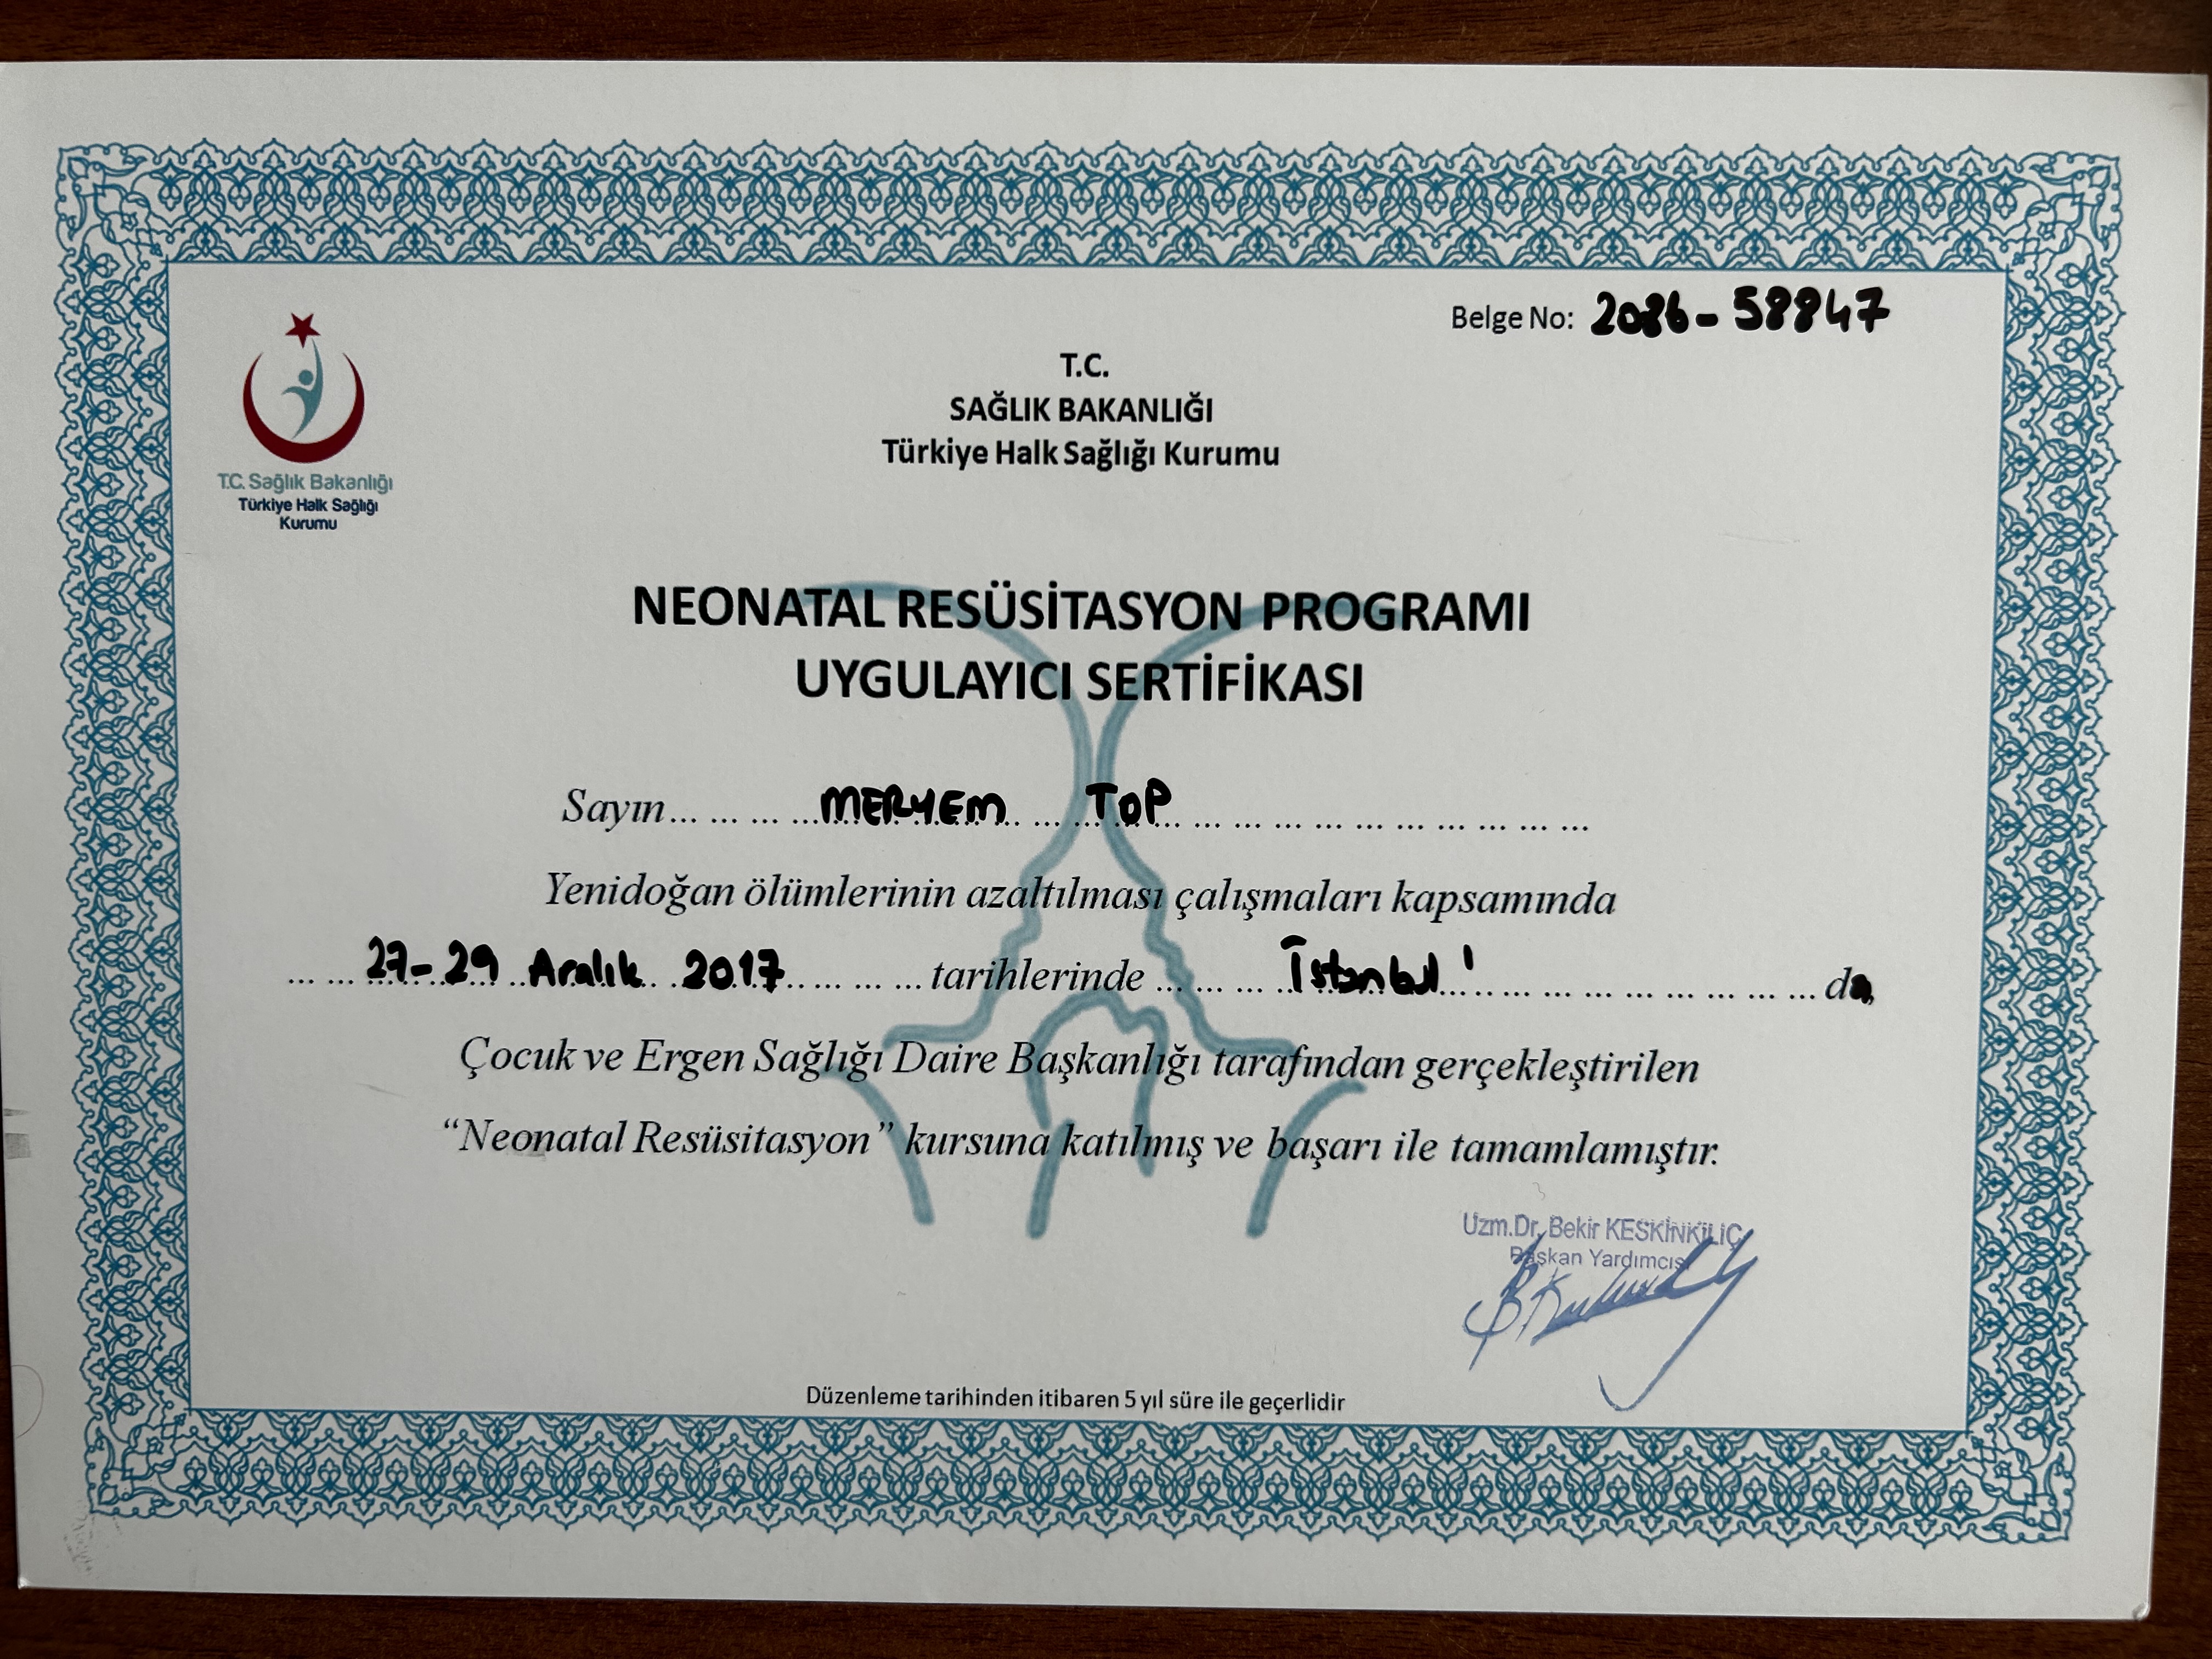 Belge No: 2086-58847
T.C.
SAĞLIK BAKANLIĞI
Türkiye Halk Sağlığı Kurumu
T.C. Sağlık Bakanlığı
Türkiye Halk Sağlığı
Kurumu
NEONATAL RESÜSİTASYON PROGRAMI
UYGULAYICI SERTİFİKASI
Sayın... ... ... ...MERYEM ... TOP ... ... ... ... ... ... ... ... ... ...
Yenidoğan ölümlerinin azaltılması çalışmaları kapsamında
... ... 27-29 Aralık 2017 ... ... ... tarihlerinde ... ... ... İstanbul' ... ... ... ... ... ... ... ... da,
Çocuk ve Ergen Sağlığı Daire Başkanlığı tarafından gerçekleştirilen
“Neonatal Resüsitasyon” kursuna katılmış ve başarı ile tamamlamıştır.
Uzm.Dr. Bekir KESKİNKILIÇ
Başkan Yardımcısı
Düzenleme tarihinden itibaren 5 yıl süre ile geçerlidir